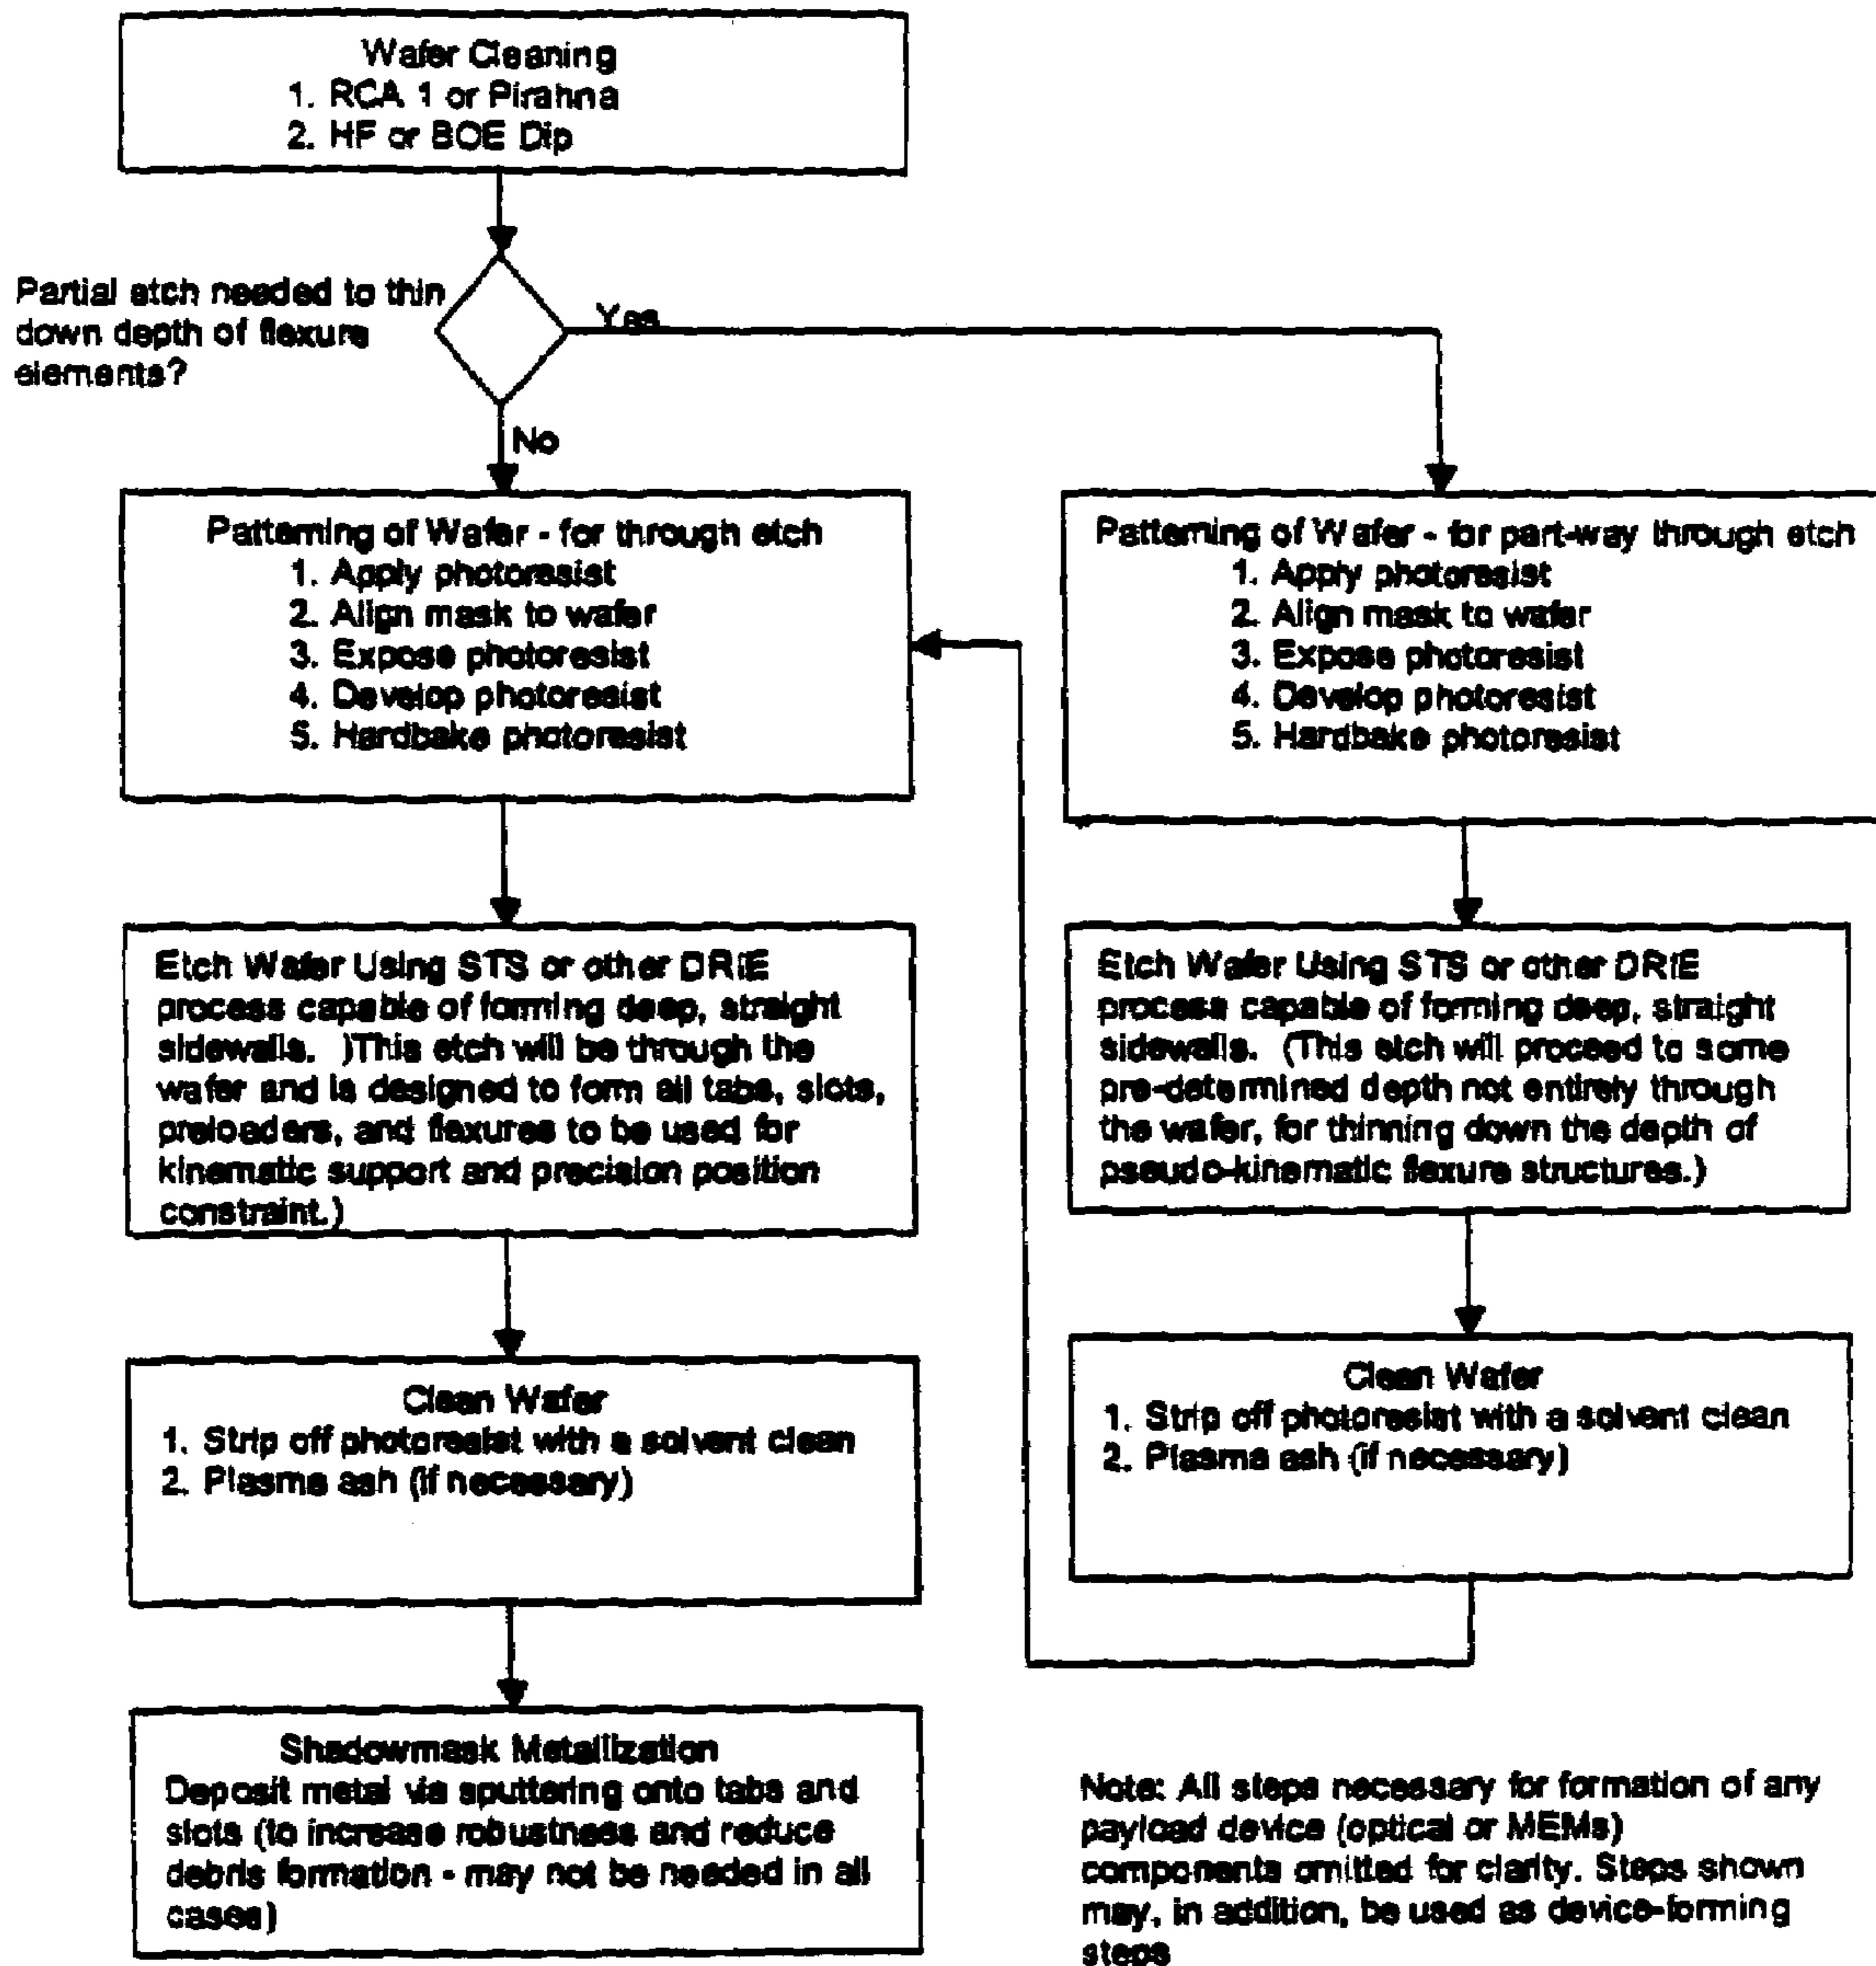 Wafer Cleaning
1. RCA 1 or Pirahna
2. HF or BOE Dip
Partial etch needed to thin
down depth of flexure
elements?
Yes
No
Patterning of Wafer - for through etch
1. Apply photoresist
2. Align mask to wafer
3. Expose photoresist
4. Develop photoresist
5. Hardbake photoresist
Patterning of Wafer - for part-way through etch
1. Apply photoresist
2. Align mask to wafer
3. Expose photoresist
4. Develop photoresist
5. Hardbake photoresist
Etch Wafer Using STS or other DRIE
process capable of forming deep, straight
sidewalls. )This etch will be through the
wafer and is designed to form all tabs, slots,
preloaders, and flexures to be used for
kinematic support and precision position
constraint.)
Etch Wafer Using STS or other DRIE
process capable of forming deep, straight
sidewalls. (This etch will proceed to some
pre-determined depth not entirely through
the wafer, for thinning down the depth of
pseudo-kinematic flexure structures.)
Clean Wafer
1. Strip off photoresist with a solvent clean
2. Plasma ash (if necessary)
Clean Wafer
1. Strip off photoresist with a solvent clean
2. Plasma ash (if necessary)
Shadowmask Metallization
Deposit metal via sputtering onto tabs and
slots (to increase robustness and reduce
debris formation - may not be needed in all
cases)
Note: All steps necessary for formation of any
payload device (optical or MEMs)
components omitted for clarity. Steps shown
may, in addition, be used as device-forming
steps